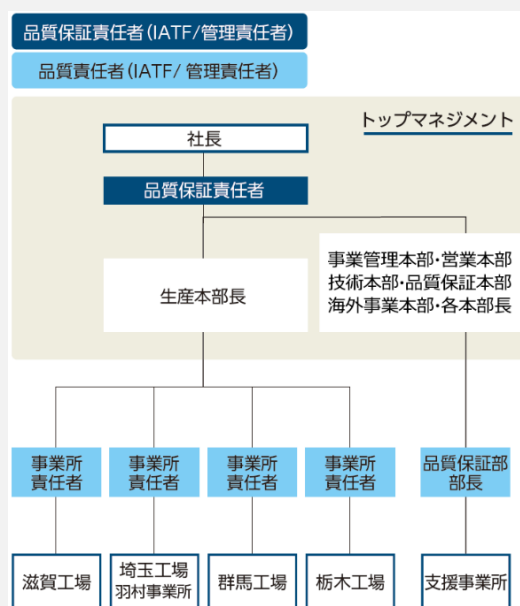 品質保証責任者(IATF/管理責任者)
品質責任者(IATF/ 管理責任者)
トップマネジメント
社長
品質保証責任者
生産本部長
事業管理本部・営業本部
技術本部・品質保証本部
海外事業本部・各本部長
事業所
責任者
事業所
責任者
事業所
責任者
事業所
責任者
品質保証部
部長
滋賀工場
埼玉工場
羽村事業所
群馬工場
栃木工場
支援事業所